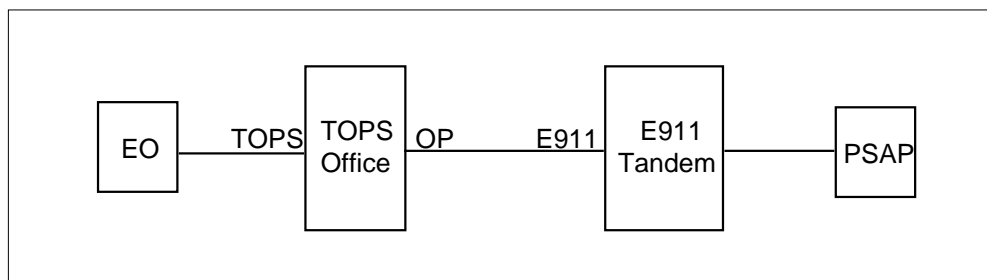 EO
TOPS
TOPS
Office
OP
E911
E911
Tandem
PSAP